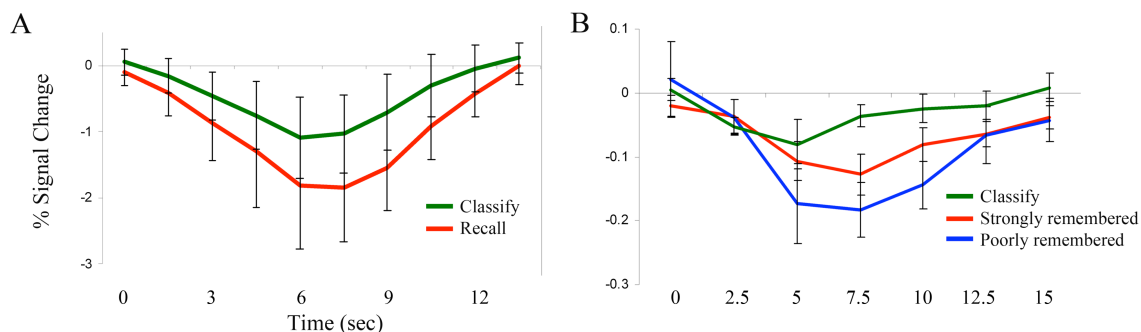 A
% Signal Change
0
-1
-2
-3
Classify
Recall
0 3 6 9 12
Time (sec)
B
0.1
0
-0.1
-0.2
-0.3
Classify
Strongly remembered
Poorly remembered
0 2.5 5 7.5 10 12.5 15